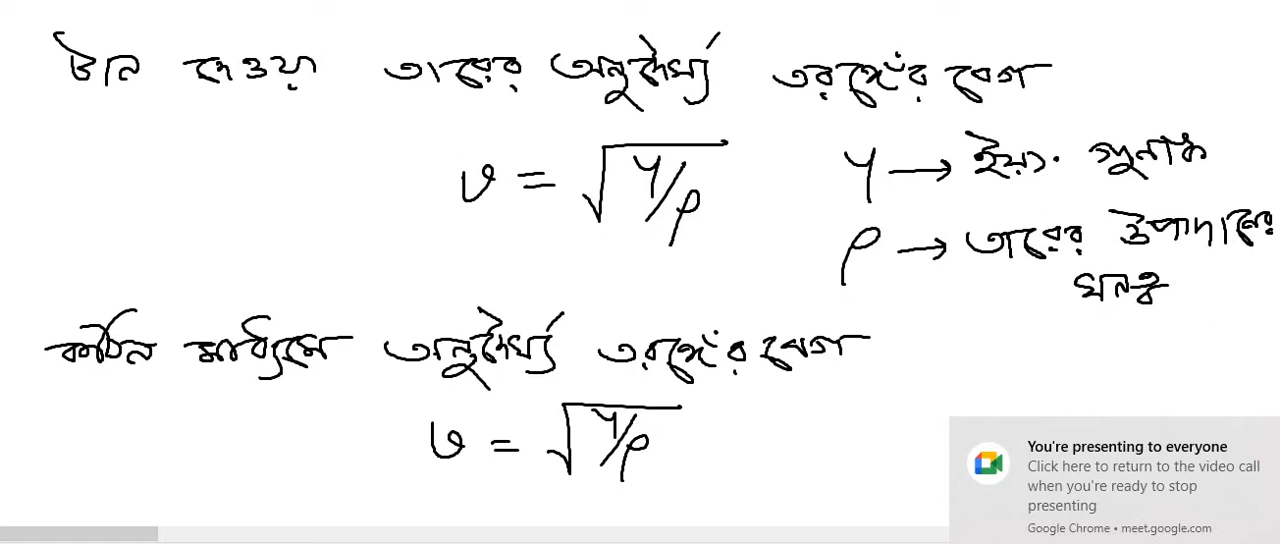 টান দেওয়া তারের অনুদৈর্ঘ্য তরঙ্গের বেগ
v = √Y/ρ
Y → ইয়ং গুনাঙ্ক
ρ → তারের উপাদানের
ঘনত্ব
কঠিন মাধ্যমে অনুদৈর্ঘ্য তরঙ্গের বেগ
v = √Y/ρ
You're presenting to everyone
Click here to return to the video call
when you're ready to stop
presenting
Google Chrome • meet.google.com